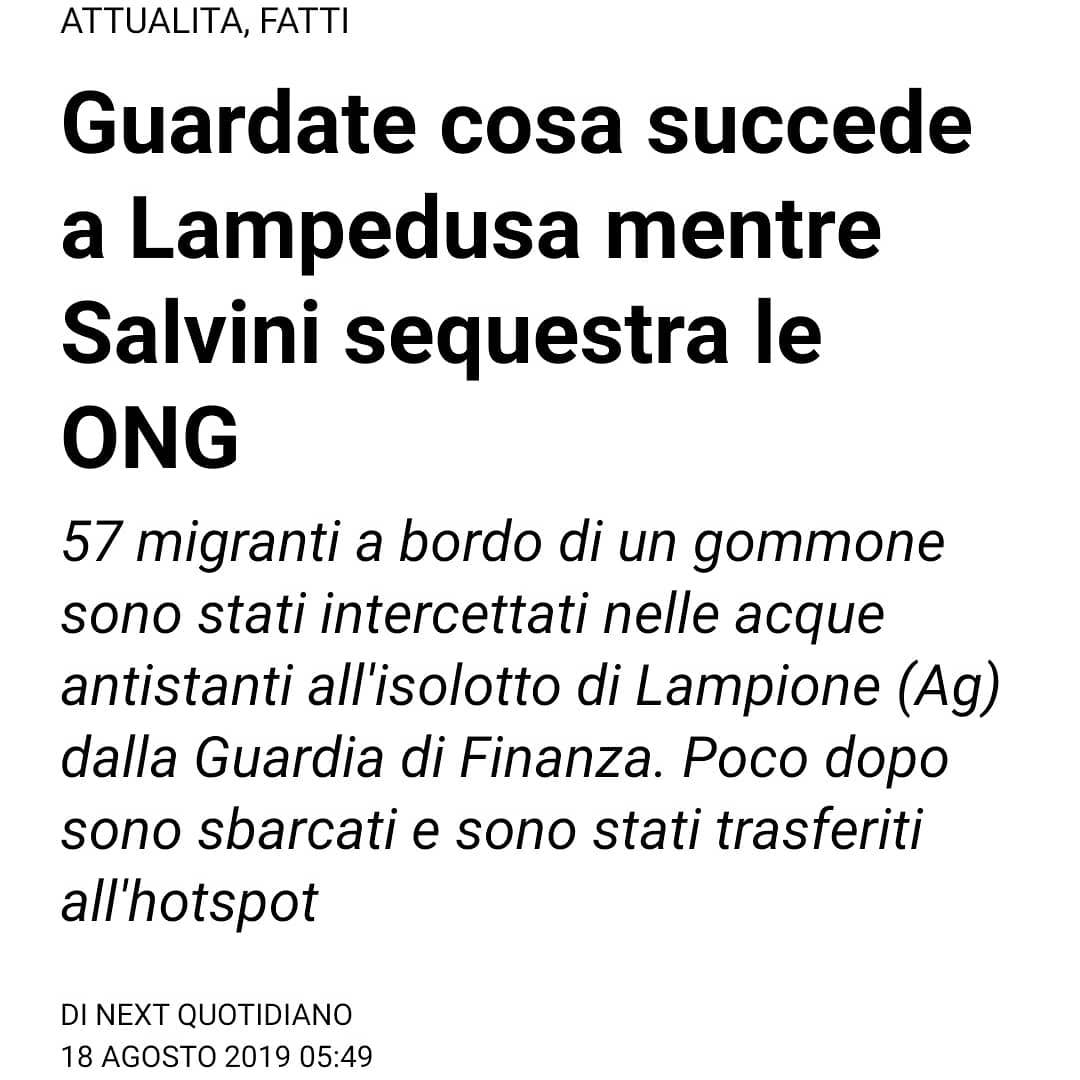 ATTUALITA, FATTI
Guardate cosa succede
a Lampedusa mentre
Salvini sequestra le
ONG
57 migranti a bordo di un gommone
sono stati intercettati nelle acque
antistanti all'isolotto di Lampione (Ag)
dalla Guardia di Finanza. Poco dopo
sono sbarcati e sono stati trasferiti
all'hotspot
DI NEXT QUOTIDIANO
18 AGOSTO 2019 05:49